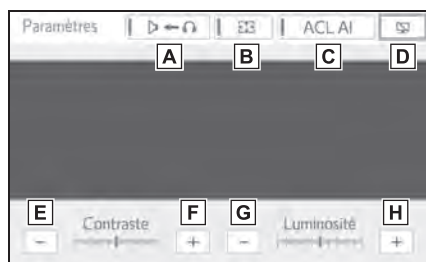 Paramètres ACL AI
A B C D
E F G H
Contraste Luminosité
- + - +